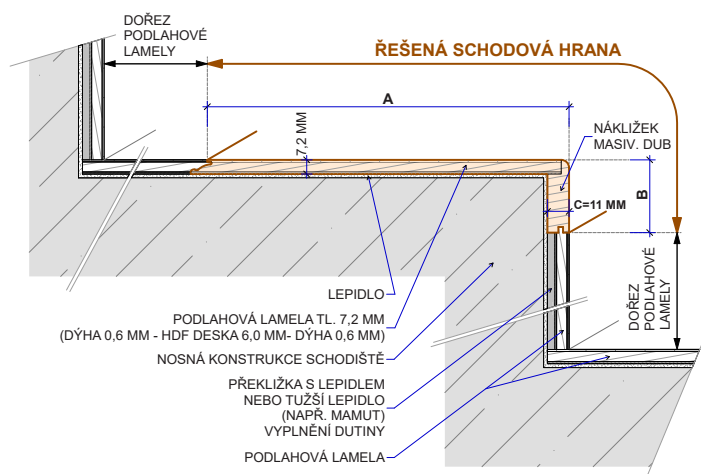 DOŘEZ
PODLAHOVÉ
LAMELY
ŘEŠENÁ SCHODOVÁ HRANA
A
7,2 MM
NÁKLIŽEK
MASIV. DUB
B
C=11 MM
DOŘEZ
PODLAHOVÉ
LAMELY
LEPIDLO
PODLAHOVÁ LAMELA TL. 7,2 MM
(DÝHA 0,6 MM - HDF DESKA 6,0 MM- DÝHA 0,6 MM)
NOSNÁ KONSTRUKCE SCHODIŠTĚ
PŘEKLIŽKA S LEPIDLEM
NEBO TUŽŠÍ LEPIDLO
(NAPŘ. MAMUT)
VYPLNĚNÍ DUTINY
PODLAHOVÁ LAMELA